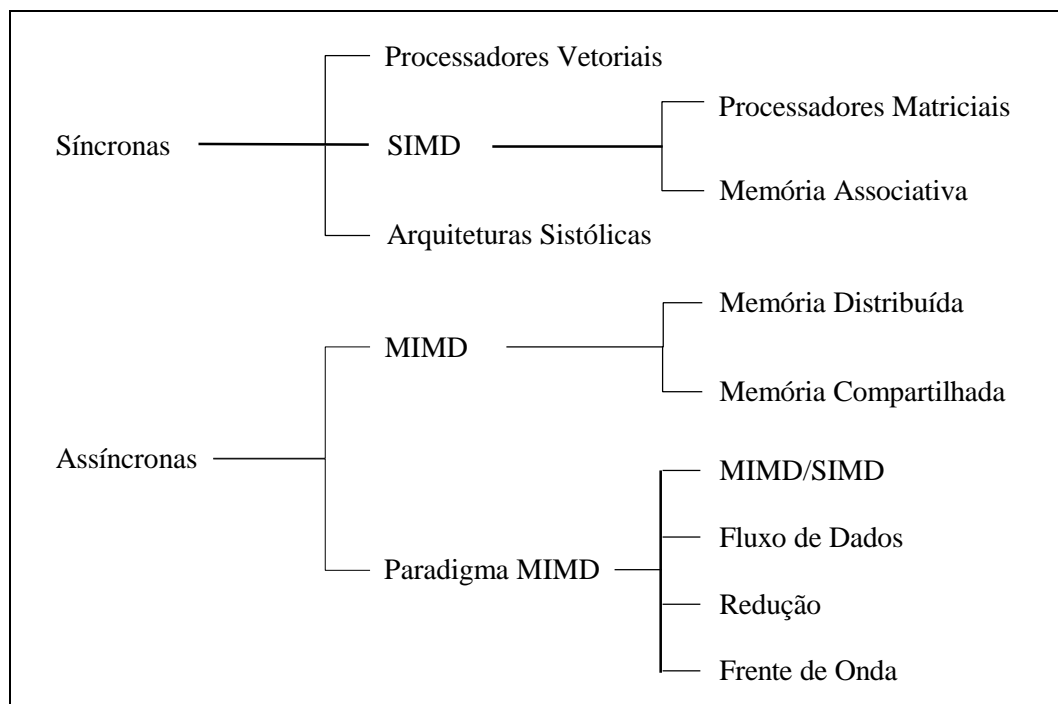 Síncronas
Processadores Vetoriais
SIMD
Processadores Matriciais
Memória Associativa
Arquiteturas Sistólicas
Assíncronas
MIMD
Memória Distribuída
Memória Compartilhada
Paradigma MIMD
MIMD/SIMD
Fluxo de Dados
Redução
Frente de Onda